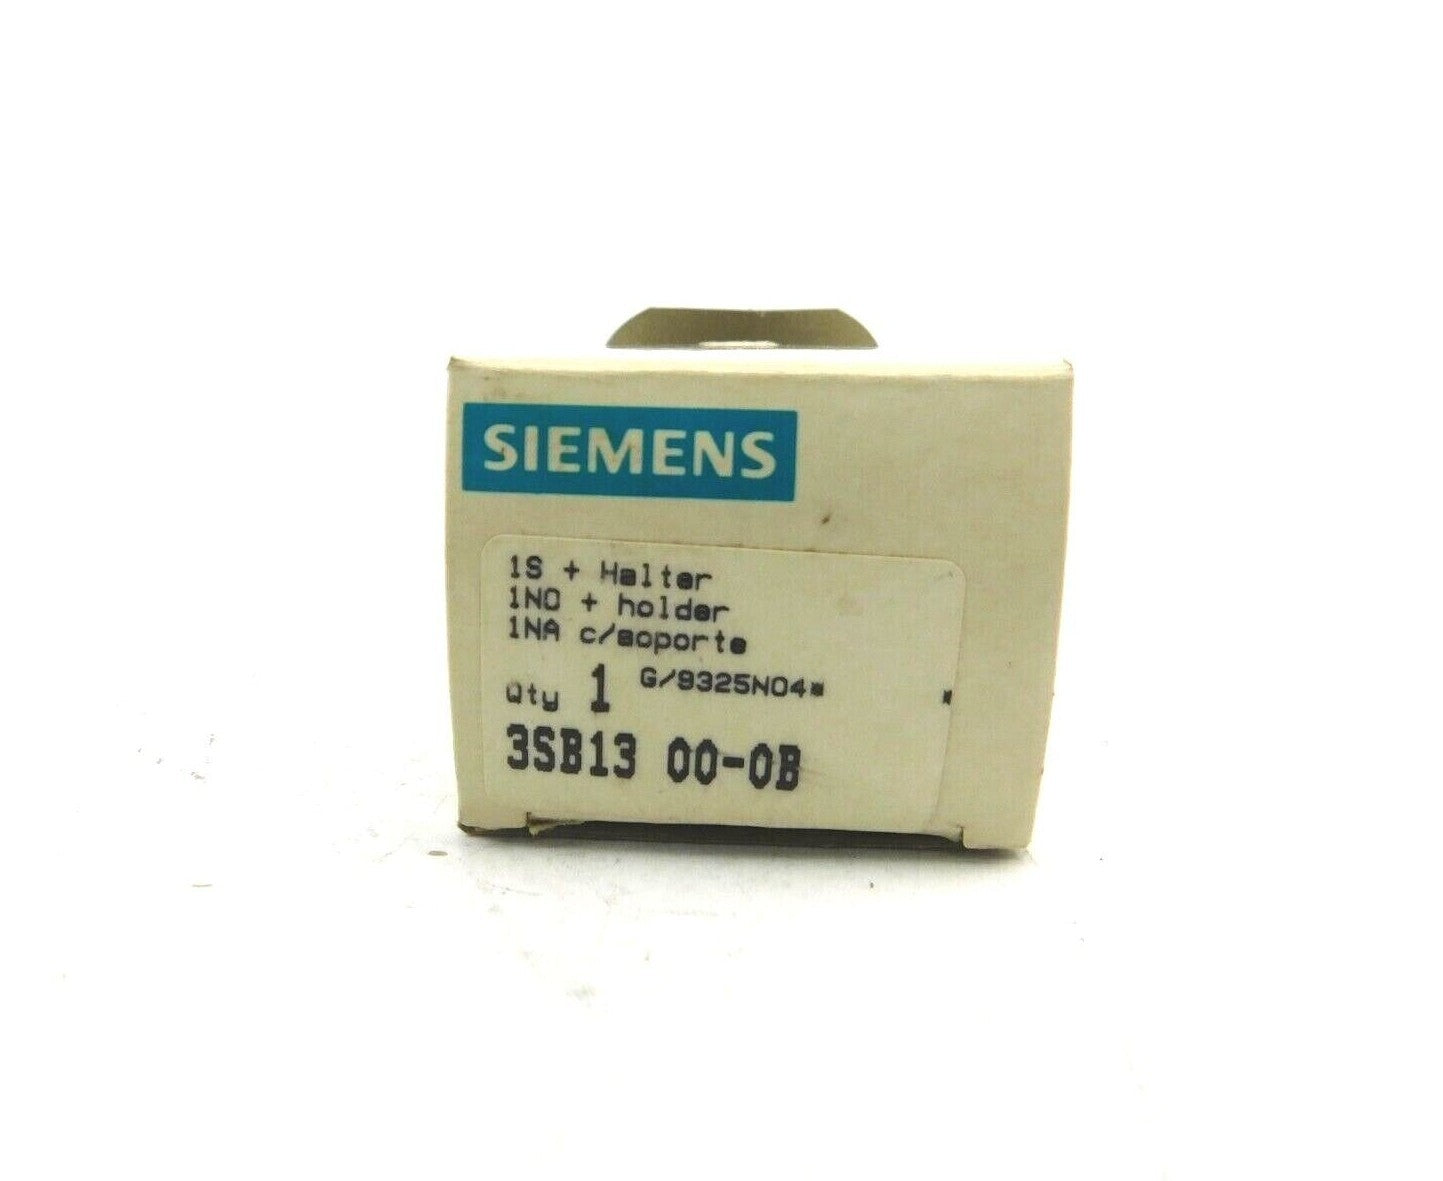 SIEMENS
1S + Halter
1NO + holder
1NA c/soporte
Qty 1 G/9325N04*
3SB13 00-0B